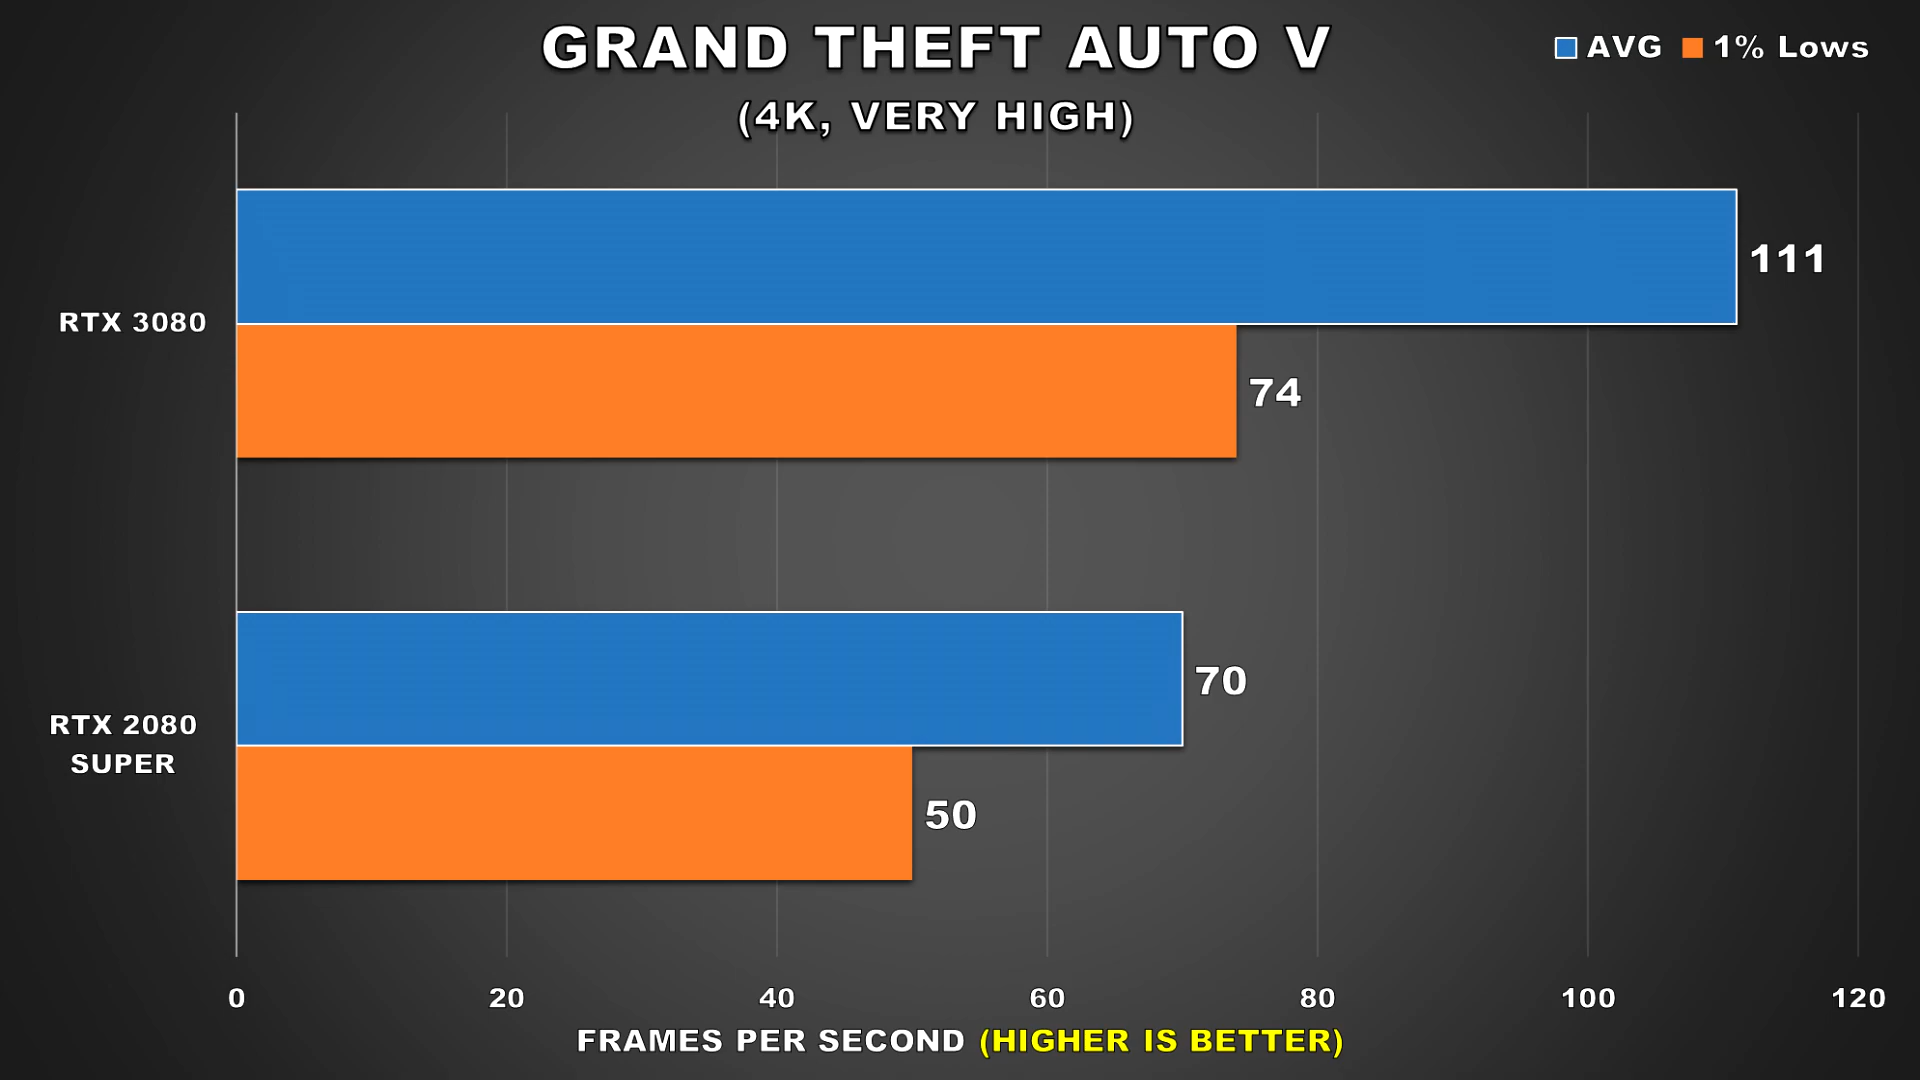 GRAND THEFT AUTO V
(4K, VERY HIGH)
AVG 1% Lows
RTX 3080
111
74
RTX 2080
SUPER
70
50
0 20 40 60 80 100 120
FRAMES PER SECOND (HIGHER IS BETTER)